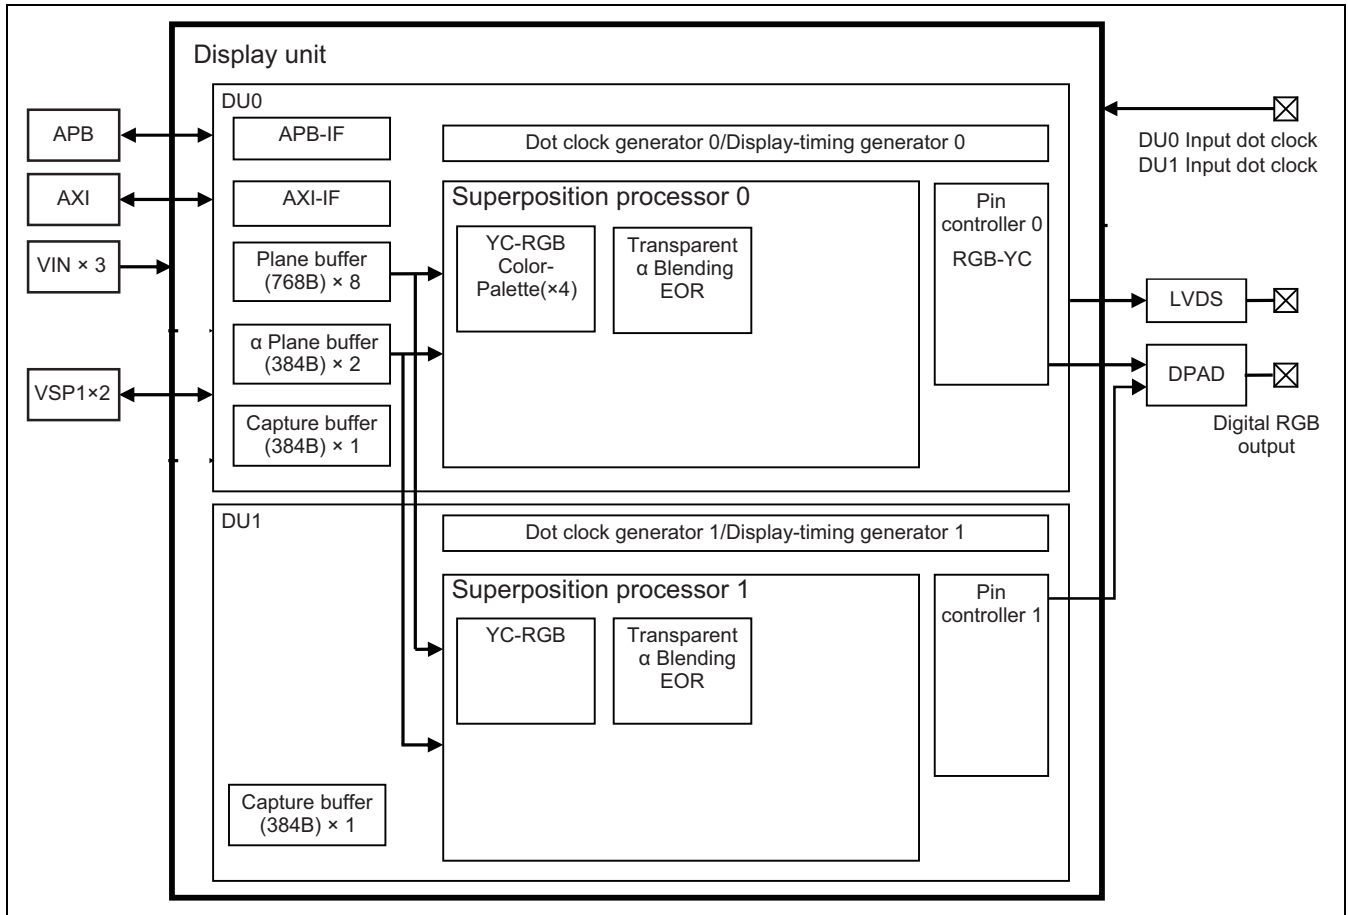 Display unit
DU0
APB
APB-IF
Dot clock generator 0/Display-timing generator 0
DU0 Input dot clock
DU1 Input dot clock
AXI
AXI-IF
Superposition processor 0
Pin
controller 0
RGB-YC
VIN × 3
Plane buffer
(768B) × 8
YC-RGB
Color-
Palette(×4)
Transparent
α Blending
EOR
LVDS
α Plane buffer
(384B) × 2
VSP1×2
DPAD
Capture buffer
(384B) × 1
Digital RGB
output
DU1
Dot clock generator 1/Display-timing generator 1
Superposition processor 1
Pin
controller 1
YC-RGB
Transparent
α Blending
EOR
Capture buffer
(384B) × 1